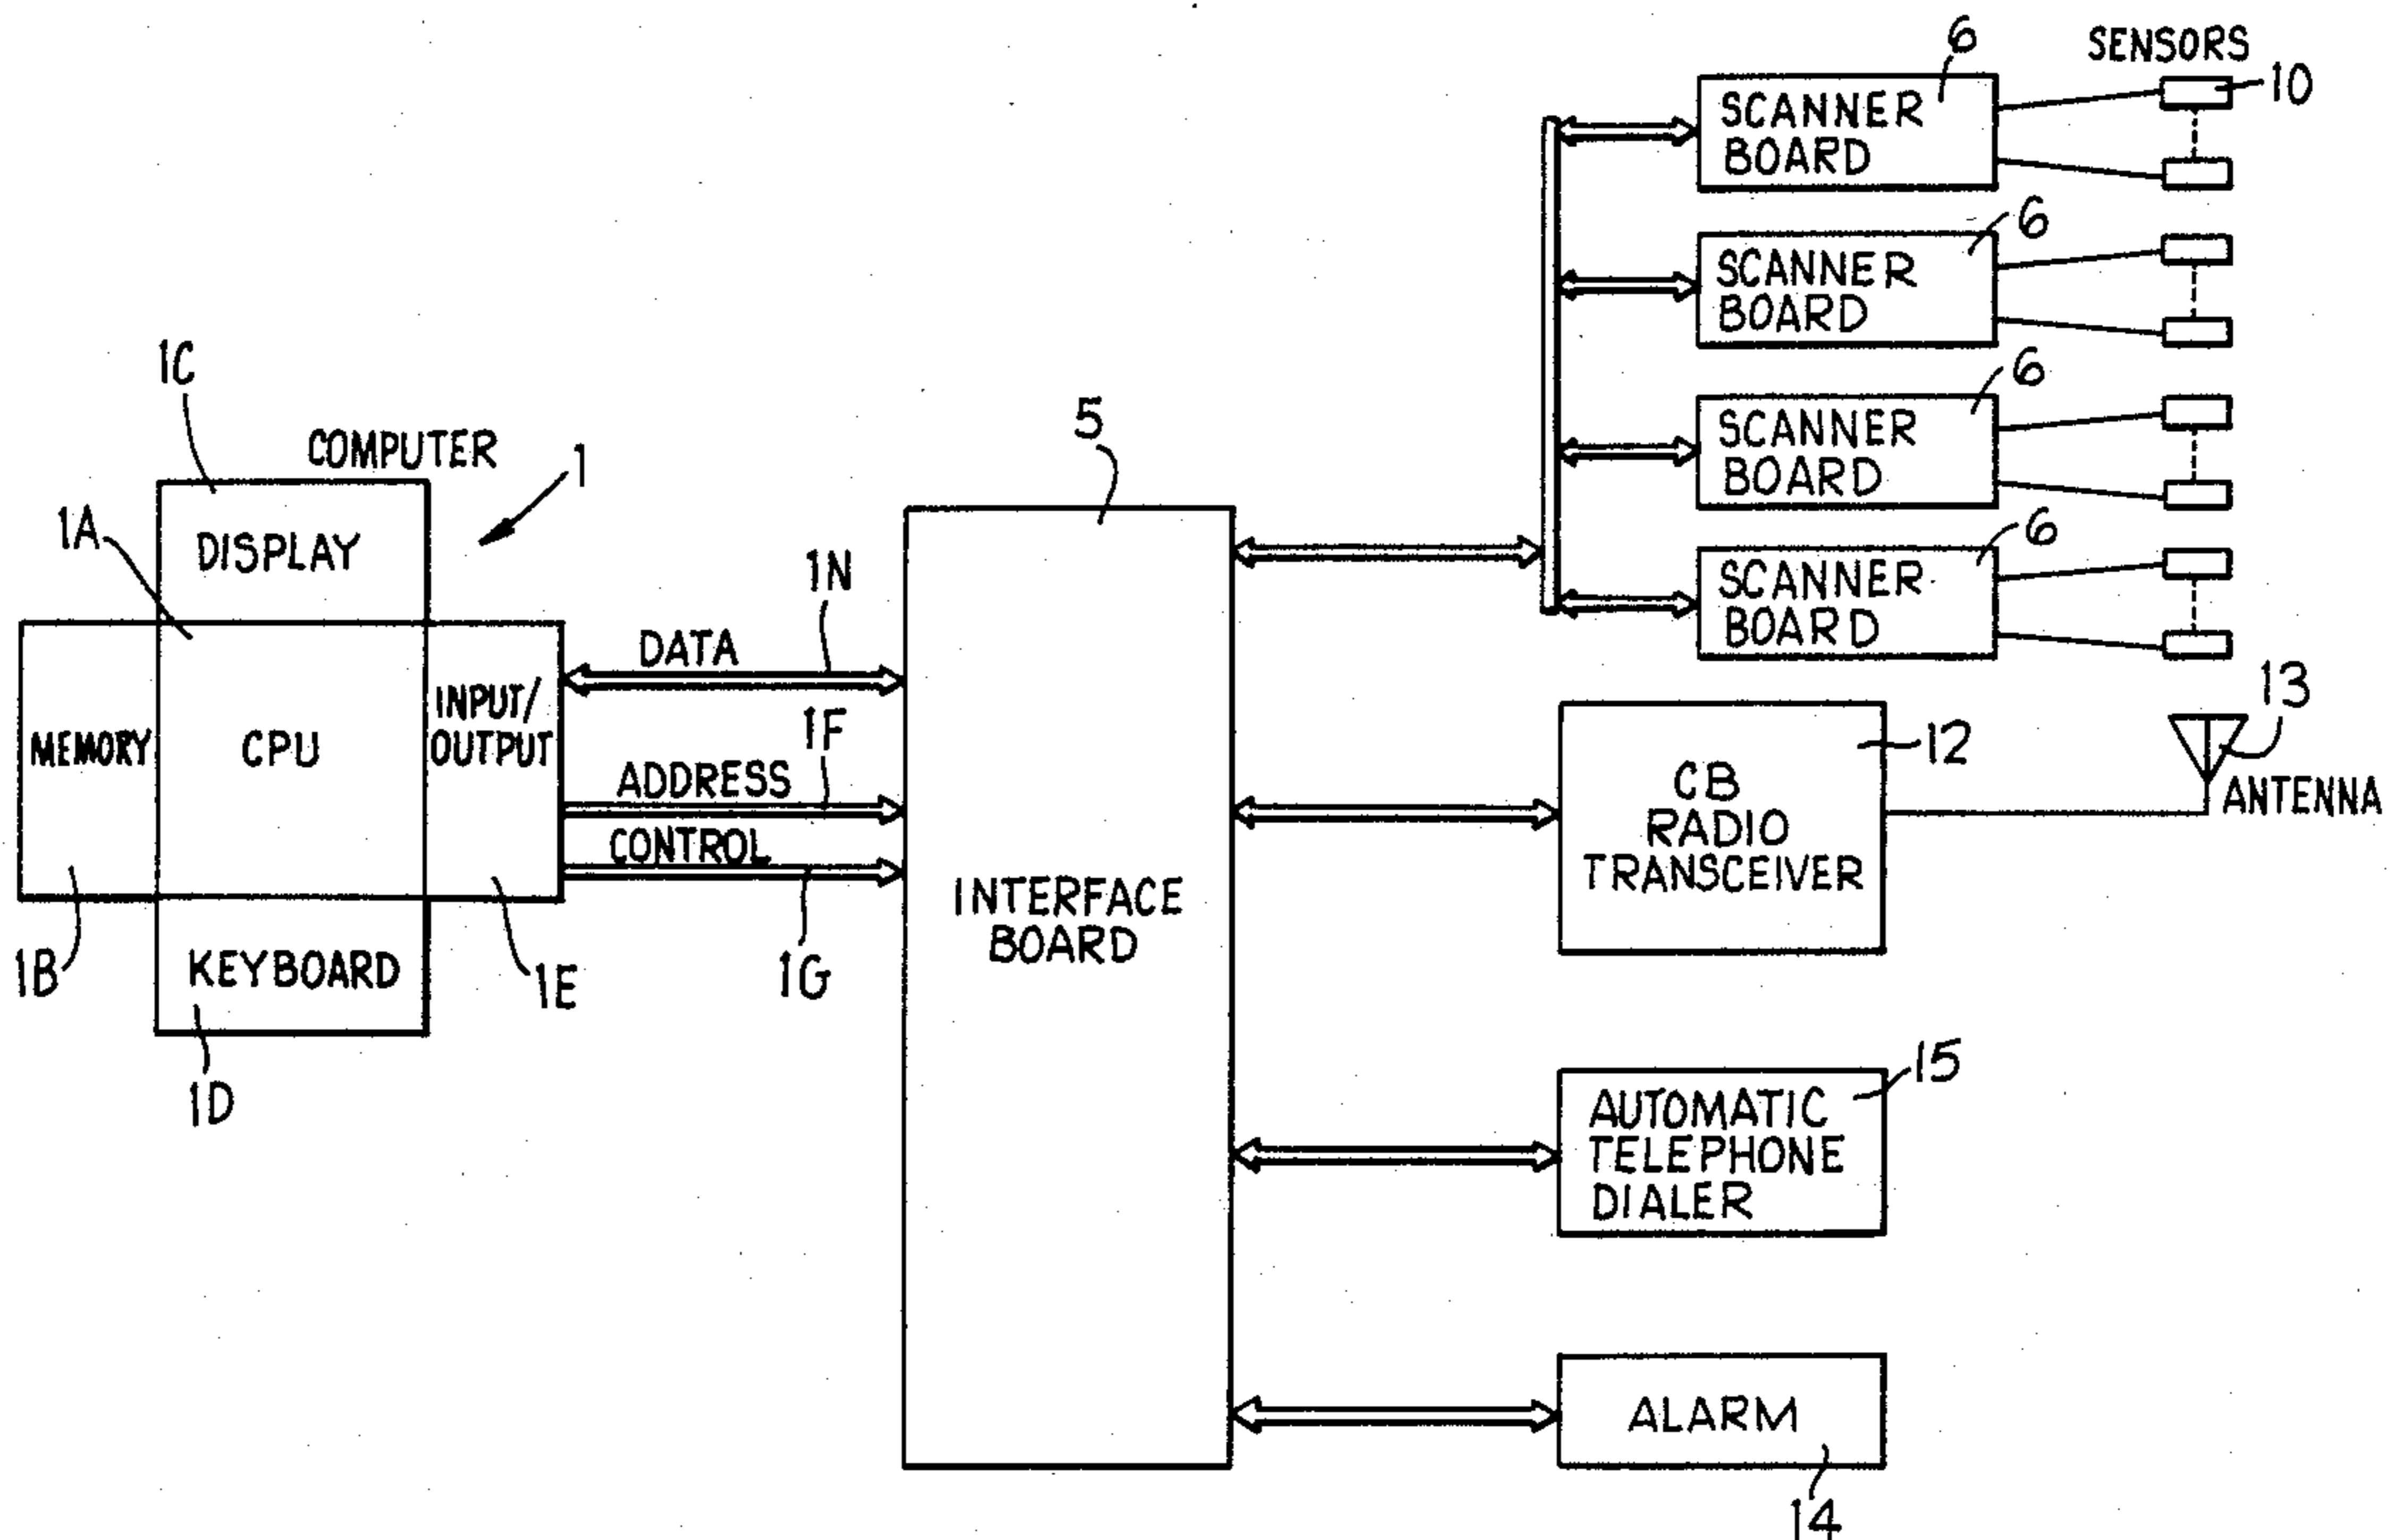 SENSORS
6
10
SCANNER
BOARD
6
SCANNER
BOARD
6
SCANNER
BOARD
6
SCANNER
BOARD
1C
COMPUTER
1
1A
DISPLAY
MEMORY
CPU
INPUT/
OUTPUT
1B
KEYBOARD
1D
1E
DATA
1N
ADDRESS
1F
CONTROL
1G
5
INTERFACE
BOARD
CB
RADIO
TRANSCEIVER
12
13
ANTENNA
AUTOMATIC
TELEPHONE
DIALER
15
ALARM
14